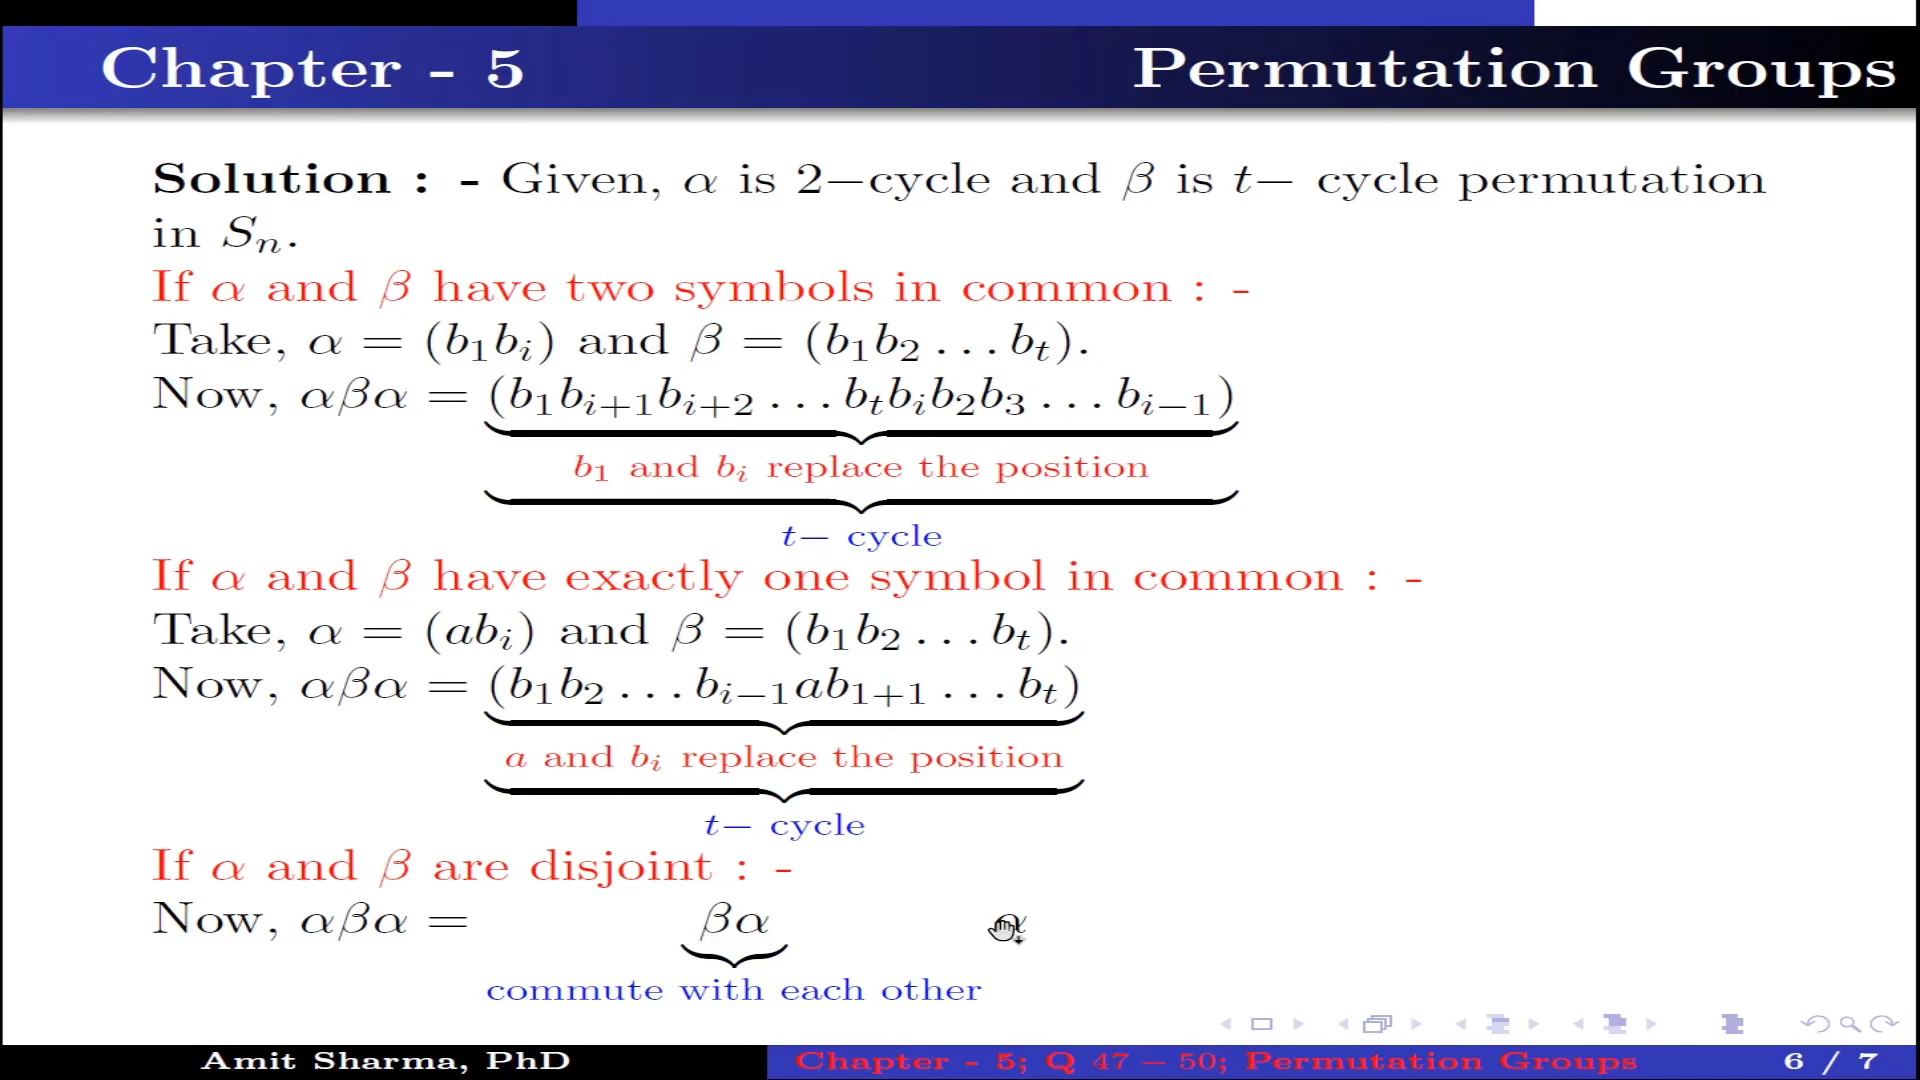 Chapter - 5 Permutation Groups
Solution : - Given, α is 2−cycle and β is t− cycle permutation
in Sₙ.
If α and β have two symbols in common : -
Take, α = (b₁bᵢ) and β = (b₁b₂ . . . bₜ).
Now, αβα = (b₁bᵢ₊₁bᵢ₊₂ . . . bₜbᵢb₂b₃ . . . bᵢ₋₁)
b₁ and bᵢ replace the position
t− cycle
If α and β have exactly one symbol in common : -
Take, α = (abᵢ) and β = (b₁b₂ . . . bₜ).
Now, αβα = (b₁b₂ . . . bᵢ₋₁ab₁₊₁ . . . bₜ)
a and bᵢ replace the position
t− cycle
If α and β are disjoint : -
Now, αβα = βα α
commute with each other
Amit Sharma, PhD Chapter - 5; Q 47 − 50; Permutation Groups 6 / 7